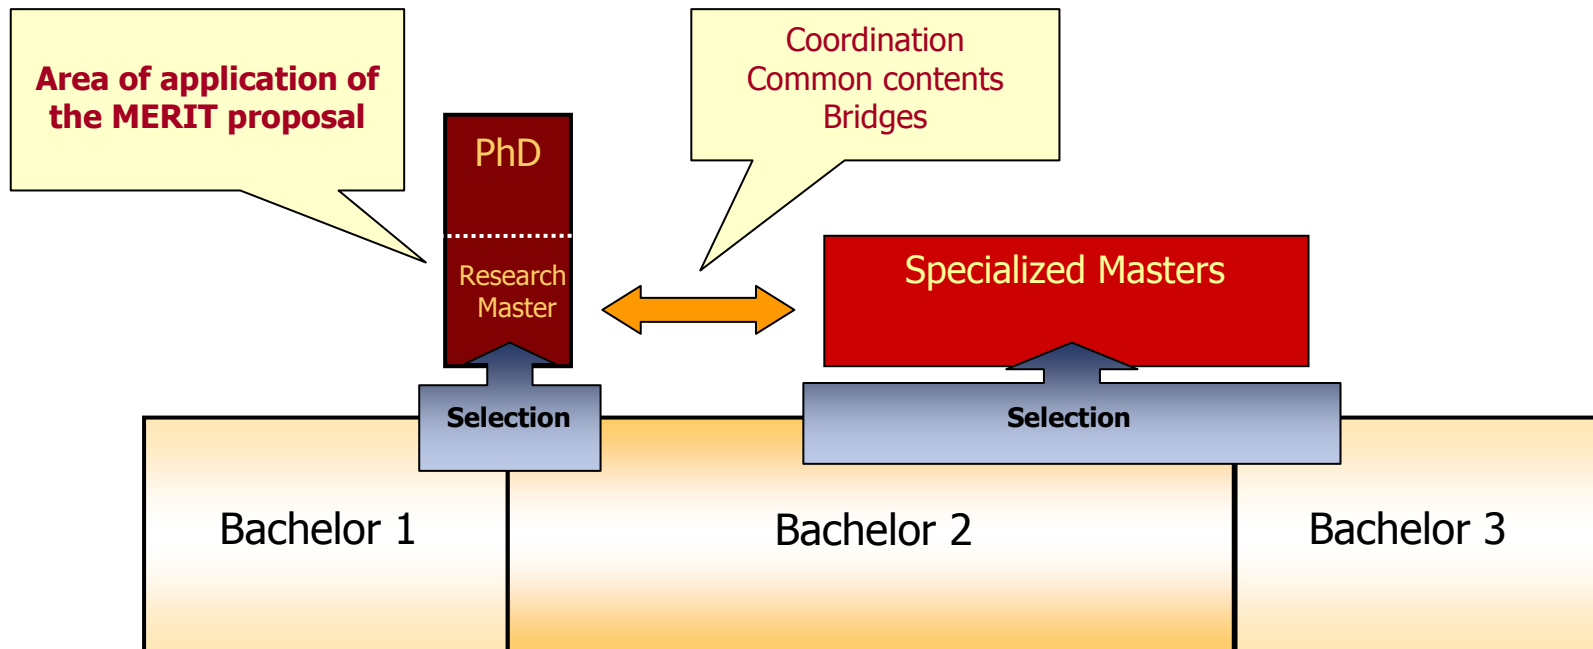 Area of application of
the MERIT proposal
Coordination
Common contents
Bridges
PhD
Research
Master
Specialized Masters
Selection
Selection
Bachelor 1
Bachelor 2
Bachelor 3